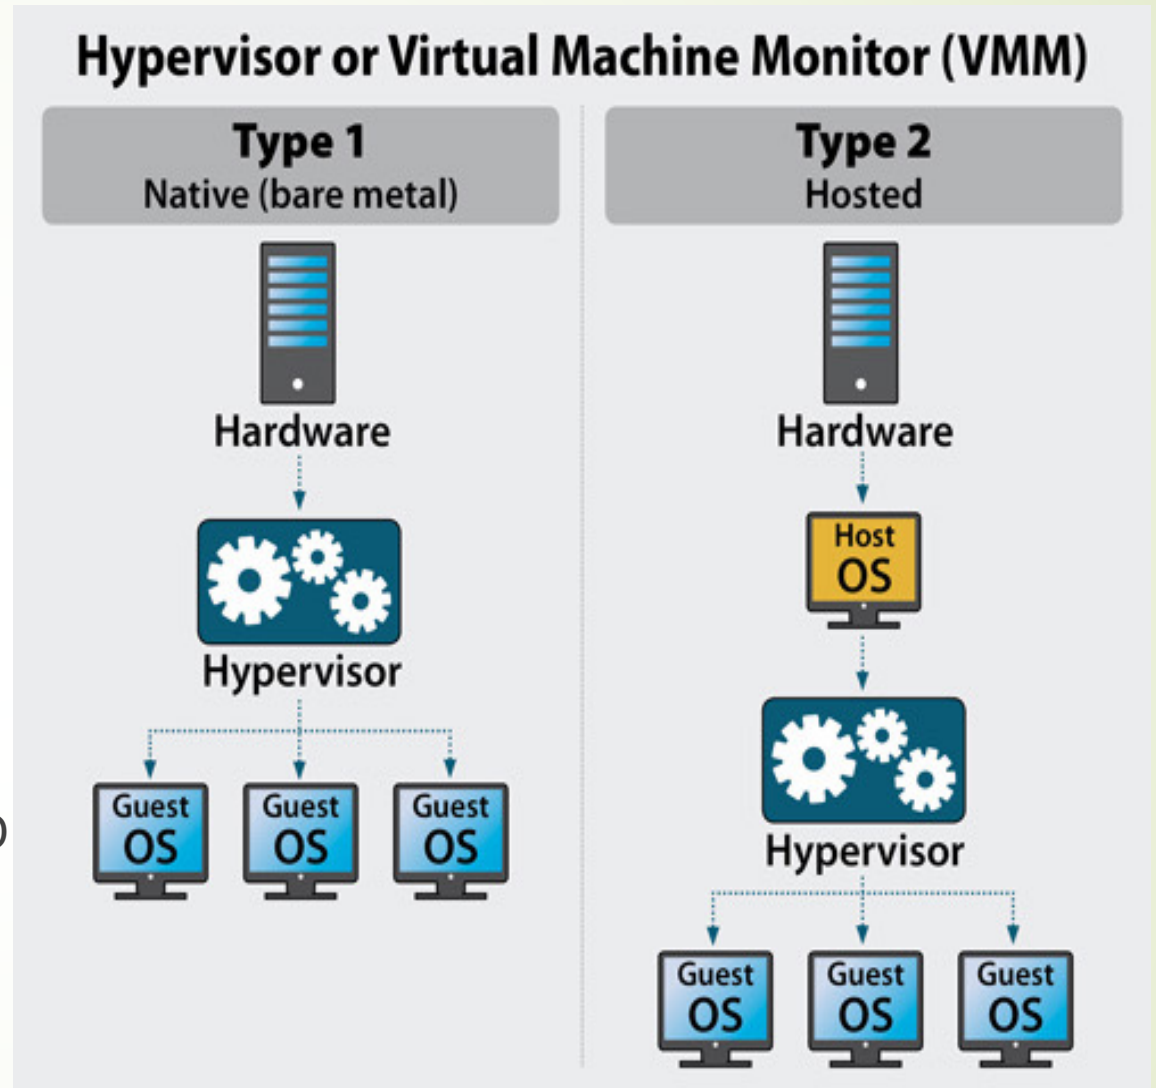 Hypervisor or Virtual Machine Monitor (VMM)
Type 1
Native (bare metal)
Hardware
Hypervisor
Guest
OS
Guest
OS
Guest
OS
Type 2
Hosted
Hardware
Host
OS
Hypervisor
Guest
OS
Guest
OS
Guest
OS